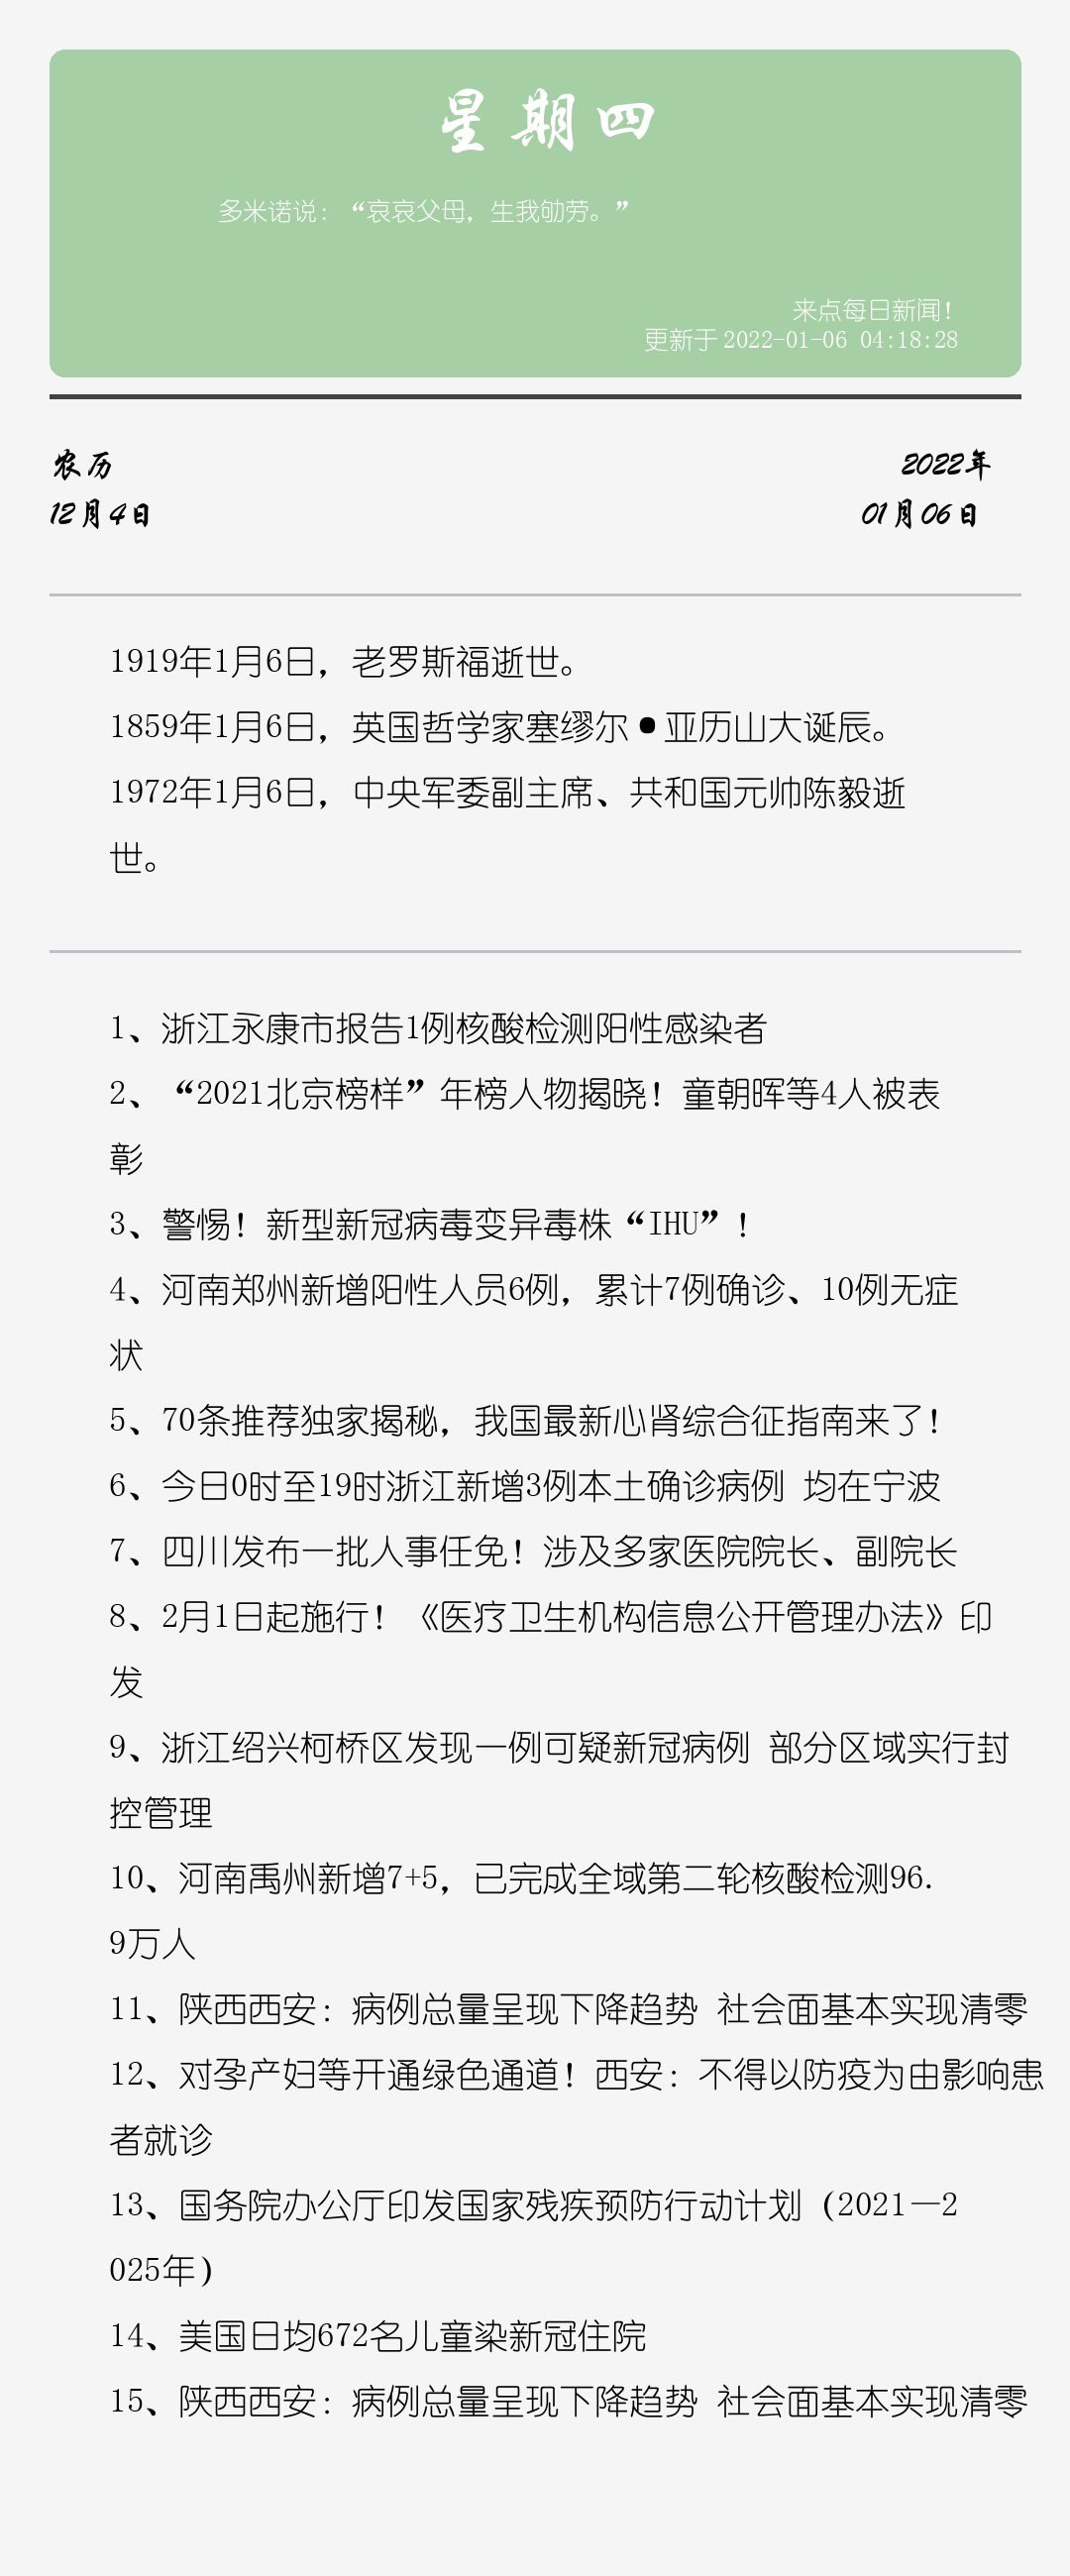 星期四
多米诺说：“哀哀父母，生我劬劳。”
来点每日新闻！
更新于 2022-01-06 04:18:28
农历
2022年
12月4日
01月06日
1919年1月6日，老罗斯福逝世。
1859年1月6日，英国哲学家塞缪尔•亚历山大诞辰。
1972年1月6日，中央军委副主席、共和国元帅陈毅逝
世。
1、浙江永康市报告1例核酸检测阳性感染者
2、“2021北京榜样”年榜人物揭晓！童朝晖等4人被表
彰
3、警惕！新型新冠病毒变异毒株“IHU”！
4、河南郑州新增阳性人员6例，累计7例确诊、10例无症
状
5、70条推荐独家揭秘，我国最新心肾综合征指南来了！
6、今日0时至19时浙江新增3例本土确诊病例 均在宁波
7、四川发布一批人事任免！涉及多家医院院长、副院长
8、2月1日起施行！《医疗卫生机构信息公开管理办法》印
发
9、浙江绍兴柯桥区发现一例可疑新冠病例 部分区域实行封
控管理
10、河南禹州新增7+5，已完成全域第二轮核酸检测96.
9万人
11、陕西西安：病例总量呈现下降趋势 社会面基本实现清零
12、对孕产妇等开通绿色通道！西安：不得以防疫为由影响患
者就诊
13、国务院办公厅印发国家残疾预防行动计划（2021—2
025年）
14、美国日均672名儿童染新冠住院
15、陕西西安：病例总量呈现下降趋势 社会面基本实现清零